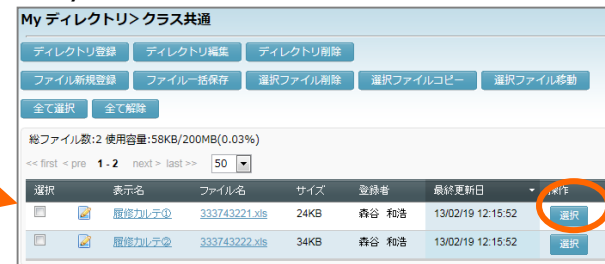 My ディレクトリ> クラス共通
ディレクトリ登録 ディレクトリ編集 ディレクトリ削除
ファイル新規登録 ファイル一括保存 選択ファイル削除 選択ファイルコピー 選択ファイル移動
全て選択 全て解除
総ファイル数:2 使用容量:58KB/200MB(0.03%)
<< first < pre 1 - 2 next > last >> 50
選択 表示名 ファイル名 サイズ 登録者 最終更新日 操作
履修カルテ① 333743221.xls 24KB 森谷 和浩 13/02/19 12:15:52 選択
履修カルテ② 333743222.xls 34KB 森谷 和浩 13/02/19 12:15:52 選択